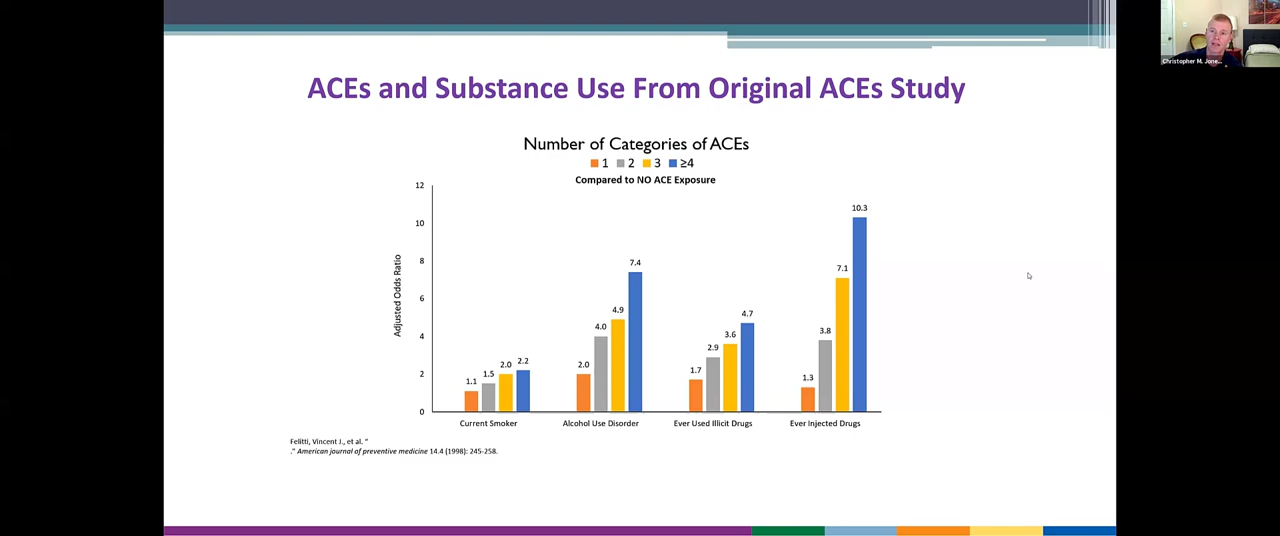 ACEs and Substance Use From Original ACEs Study
Number of Categories of ACEs
1 2 3 ≥4
Compared to NO ACE Exposure
Adjusted Odds Ratio
12
10
8
6
4
2
0
1.1 1.5 2.0 2.2
2.0 4.0 4.9 7.4
1.7 2.9 3.6 4.7
1.3 3.8 7.1 10.3
Current Smoker Alcohol Use Disorder Ever Used Illicit Drugs Ever Injected Drugs
Felitti, Vincent J., et al. "
." American journal of preventive medicine 14.4 (1998): 245-258.
Christopher M. Jone...